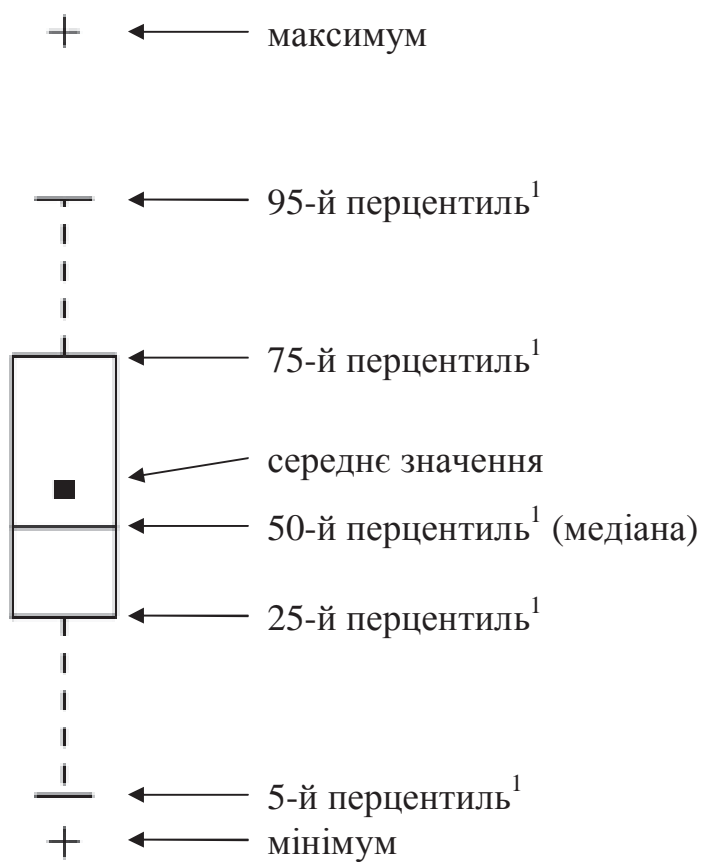 максимум
95-й перцентиль¹
75-й перцентиль¹
середнє значення
50-й перцентиль¹ (медіана)
25-й перцентиль¹
5-й перцентиль¹
мінімум